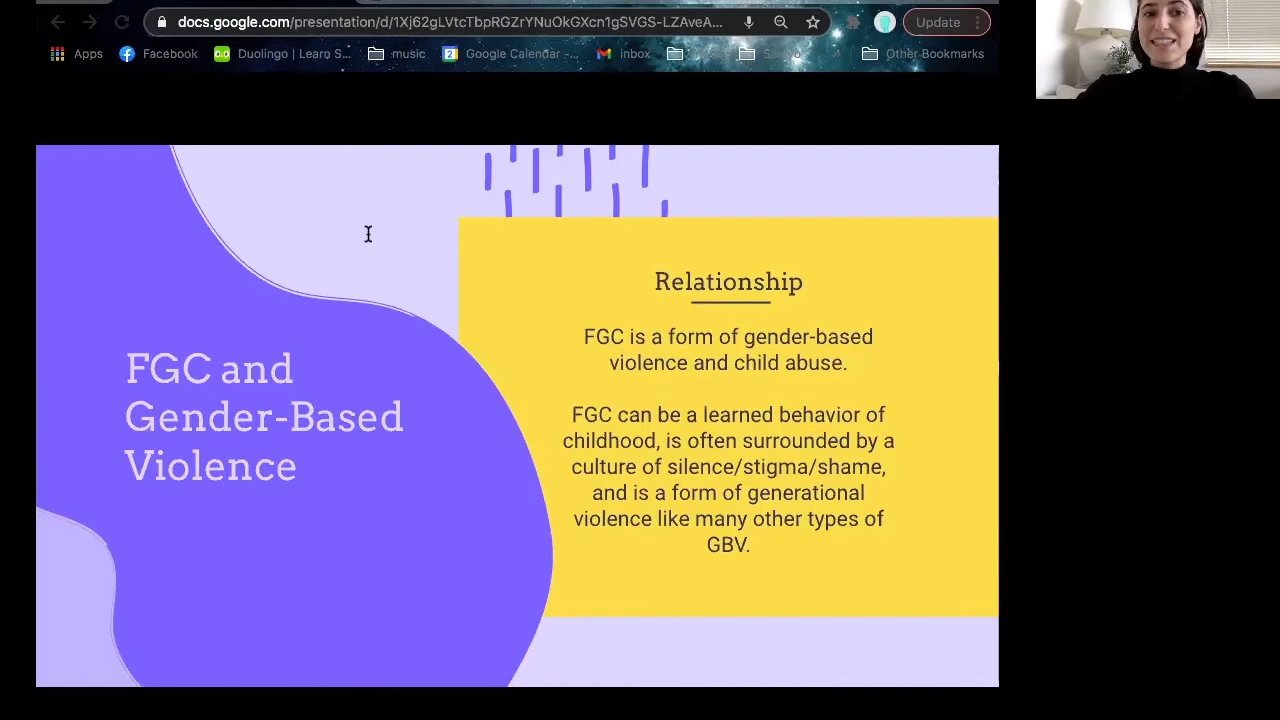 docs.google.com/presentation/d/1Xj62gLVtcTbpRGZrYNuOkGXcn1gSVGS-LZAveA...
Update
Apps
Facebook
Duolingo | Learn S...
music
Google Calendar -...
inbox
Other Bookmarks
Relationship
FGC is a form of gender-based
violence and child abuse.
FGC can be a learned behavior of
childhood, is often surrounded by a
culture of silence/stigma/shame,
and is a form of generational
violence like many other types of
GBV.
FGC and
Gender-Based
Violence